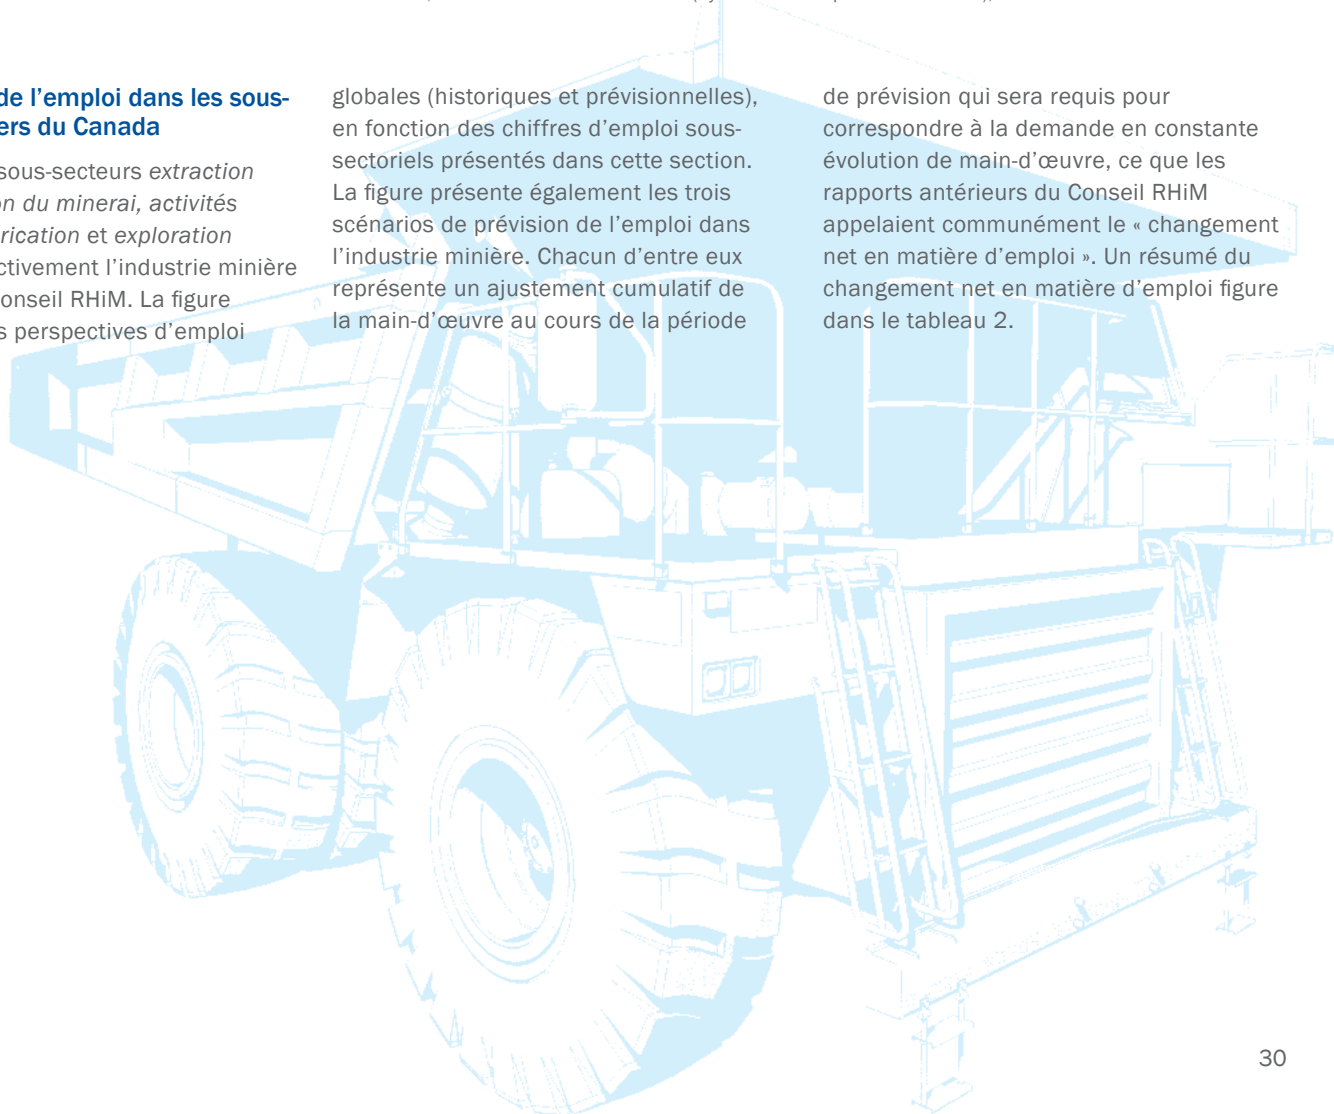 de l’emploi dans les sous-
ers du Canada
sous-secteurs extraction
on du minerai, activités
rication et exploration
ctivement l’industrie minière
onseil RHiM. La figure
s perspectives d’emploi
globales (historiques et prévisionnelles),
en fonction des chiffres d’emploi sous-
sectoriels présentés dans cette section.
La figure présente également les trois
scénarios de prévision de l’emploi dans
l’industrie minière. Chacun d’entre eux
représente un ajustement cumulatif de
la main-d’œuvre au cours de la période
de prévision qui sera requis pour
correspondre à la demande en constante
évolution de main-d’œuvre, ce que les
rapports antérieurs du Conseil RHiM
appelaient communément le « changement
net en matière d’emploi ». Un résumé du
changement net en matière d’emploi figure
dans le tableau 2.
30